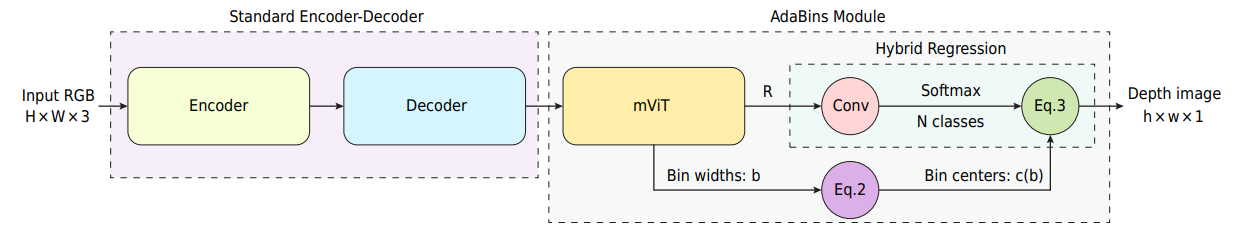 Standard Encoder-Decoder
AdaBins Module
Hybrid Regression
Input RGB
H×W×3
Encoder
Decoder
mViT
R
Conv
Softmax
N classes
Eq.3
Depth image
h×w×1
Bin widths: b
Eq.2
Bin centers: c(b)